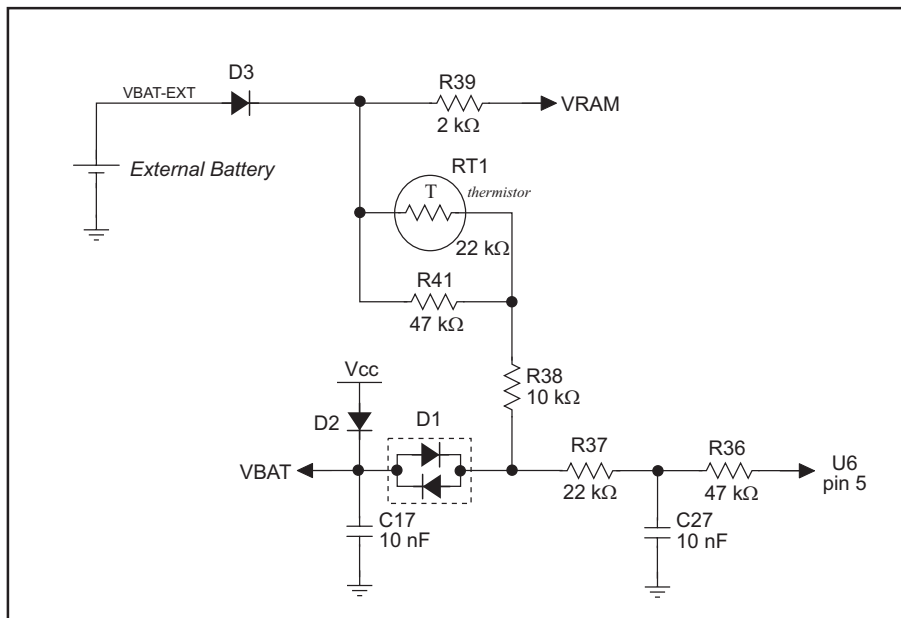 D3
R39
VBAT-EXT
VRAM
2 kΩ
External Battery
RT1
T
thermistor
22 kΩ
R41
47 kΩ
Vcc
R38
10 kΩ
D2
D1
R37
R36
VBAT
U6
pin 5
22 kΩ
47 kΩ
C17
10 nF
C27
10 nF